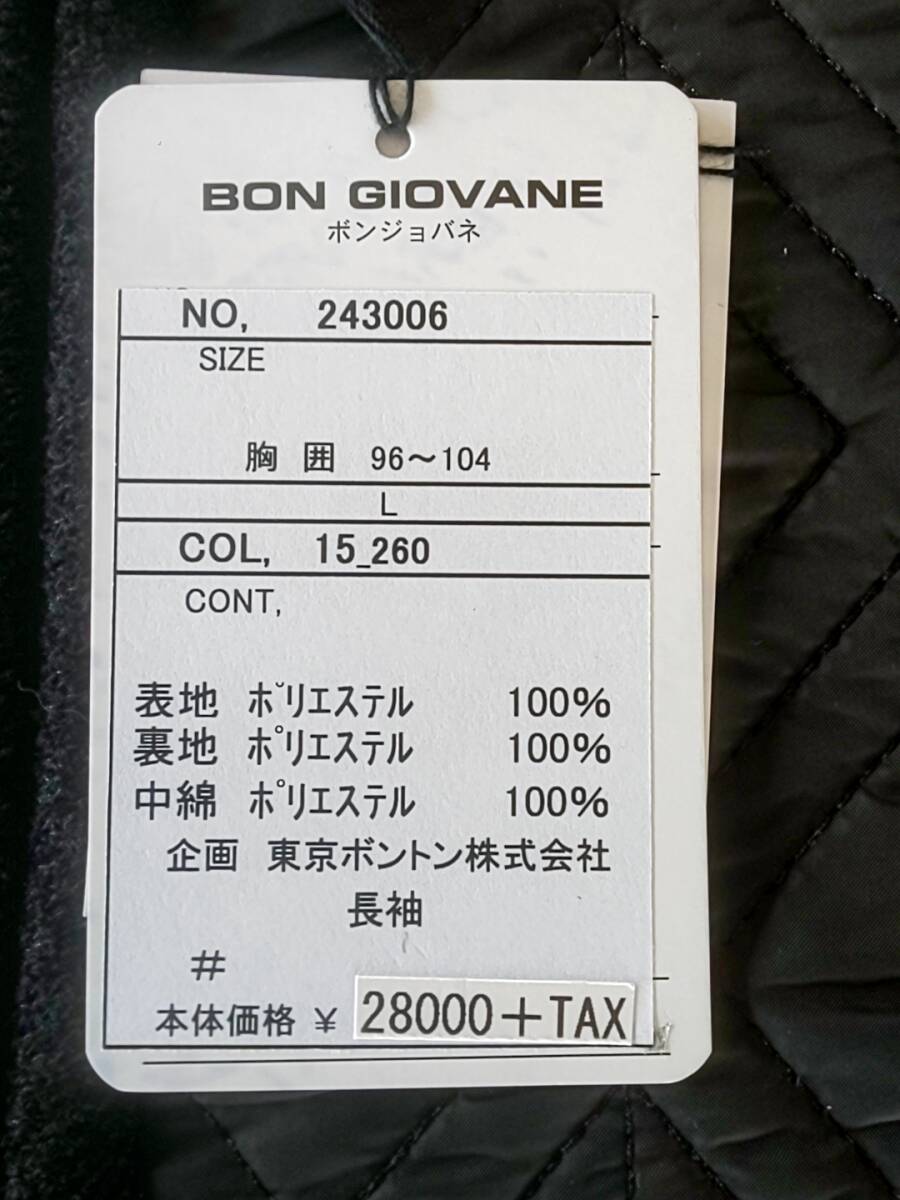 BON GIOVANE
ボンジョバネ
NO, 243006
SIZE
胸 囲 96～104
L
COL, 15_260
CONT,
表地 ﾎﾟﾘｴｽﾃﾙ 100%
裏地 ﾎﾟﾘｴｽﾃﾙ 100%
中綿 ﾎﾟﾘｴｽﾃﾙ 100%
企画 東京ボントン株式会社
長袖
#
本体価格 ¥ 28000+TAX